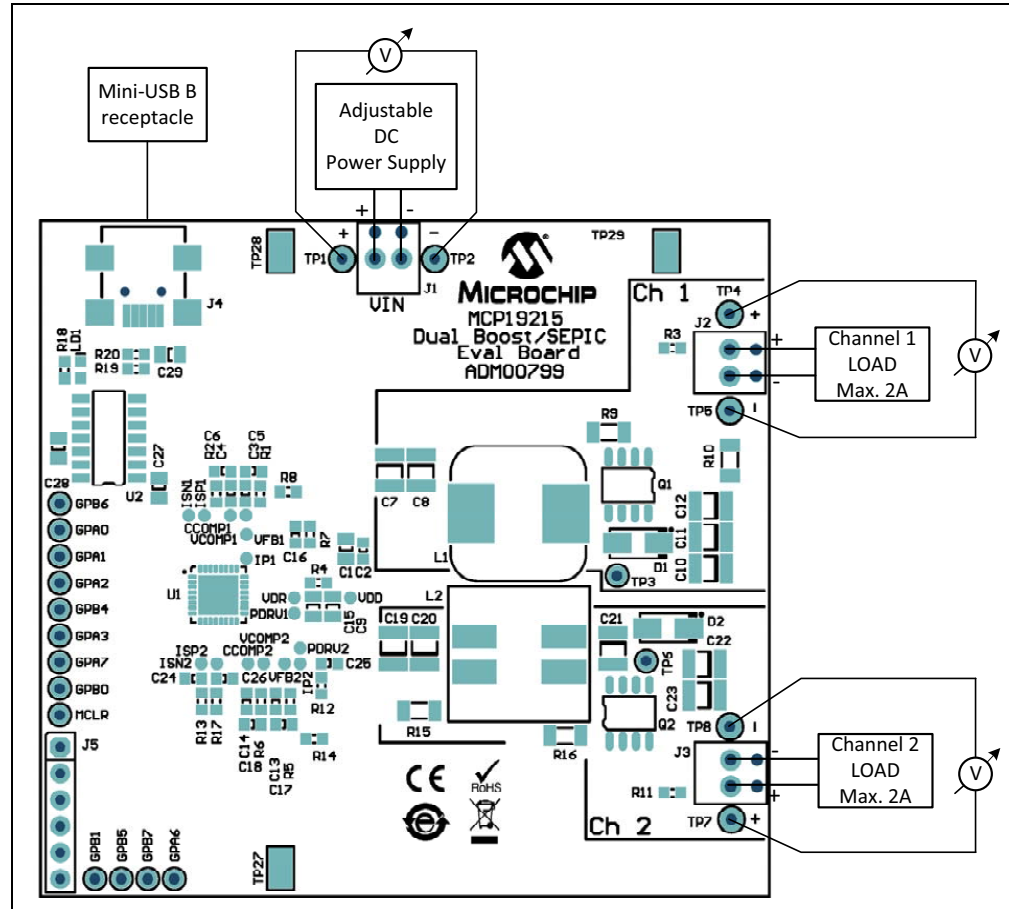 V
Mini-USB B
receptacle
Adjustable
DC
Power Supply
+ -
TP28
TP1
+
-
TP2
J1
VIN
TP29
MICROCHIP
MCP19215
Dual Boost/SEPIC
Eval Board
ADM00799
Ch 1
TP4
+
J2
R3
+
-
TP5
-
Channel 1
LOAD
Max. 2A
V
J4
R18
LD1
R20
R19
C29
C28
U2
C27
C6
R2
C4
C5
C3
R1
R8
ISN1
ISP1
CCOMP1
VCOMP1
VFB1
IP1
C16
R7
C1
C2
C7
C8
L1
R9
Q1
R10
C12
C11
C10
D1
TP3
GPB6
GPA0
GPA1
GPA2
GPB4
GPA3
GPA7
GPB0
MCLR
U1
R4
VDR
PDRV1
VDD
C15
C9
VCOMP2
PDRV2
ISP2
ISN2
CCOMP2
C24
C26
VFB2
IP2
C25
R12
R13
R17
C14
C18
R6
C13
C17
R5
R14
L2
C19
C20
C21
D2
C22
TP6
C23
Q2
R15
R16
TP8
-
J3
-
+
R11
TP7
+
Ch 2
Channel 2
LOAD
Max. 2A
V
J5
CE
RoHS
e
GPB1
GPB5
GPB7
GPA6
TP27